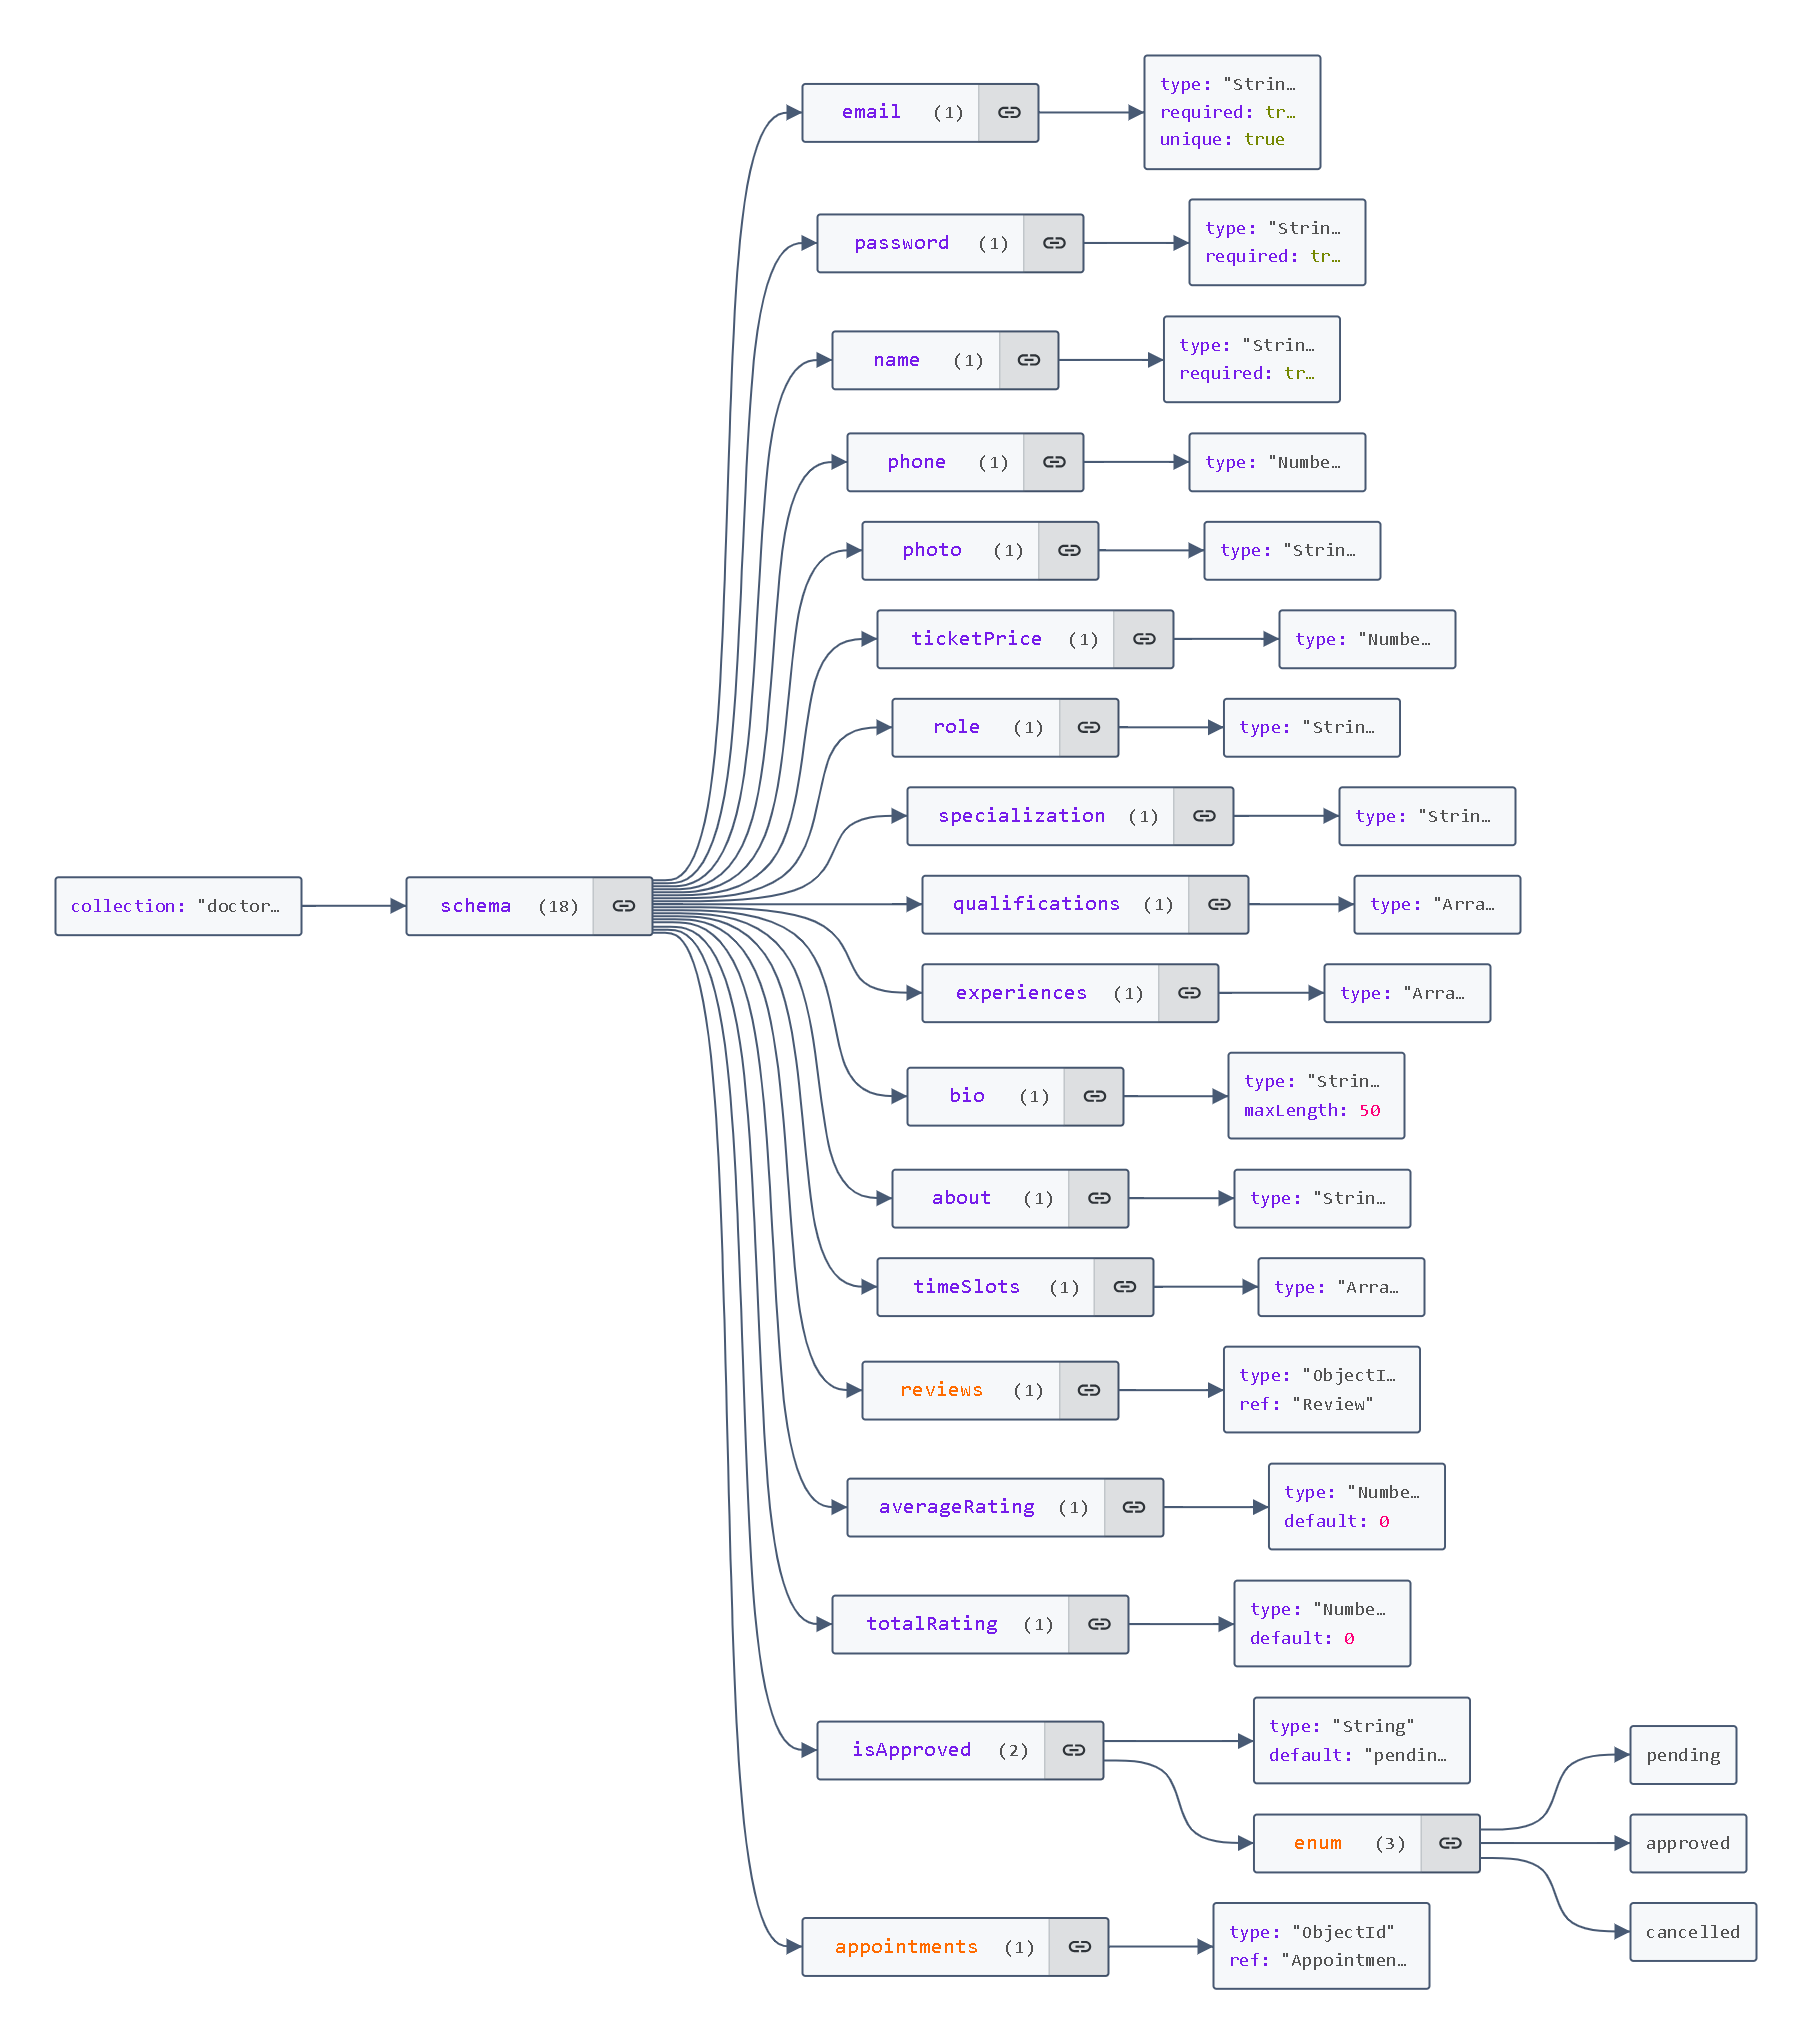 collection: "doctor…
schema (18)
email (1)
type: "Strin…
required: tr…
unique: true
password (1)
type: "Strin…
required: tr…
name (1)
type: "Strin…
required: tr…
phone (1)
type: "Numbe…
photo (1)
type: "Strin…
ticketPrice (1)
type: "Numbe…
role (1)
type: "Strin…
specialization (1)
type: "Strin…
qualifications (1)
type: "Arra…
experiences (1)
type: "Arra…
bio (1)
type: "Strin…
maxLength: 50
about (1)
type: "Strin…
timeSlots (1)
type: "Arra…
reviews (1)
type: "ObjectI…
ref: "Review"
averageRating (1)
type: "Numbe…
default: 0
totalRating (1)
type: "Numbe…
default: 0
isApproved (2)
type: "String"
default: "pendin…
enum (3)
pending
approved
cancelled
appointments (1)
type: "ObjectId"
ref: "Appointmen…